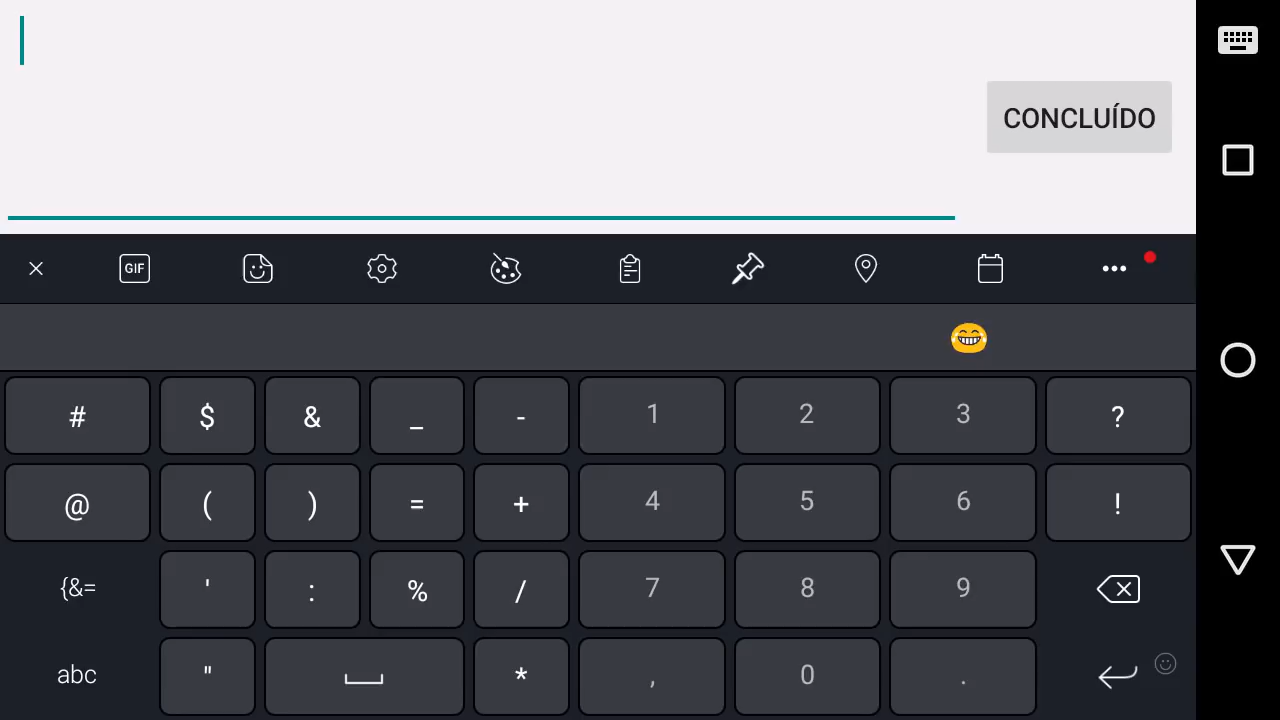 CONCLUÍDO
GIF
# $ & _ - 1 2 3 ?
@ ( ) = + 4 5 6 !
{&= ' : % / 7 8 9
abc " * , 0 .